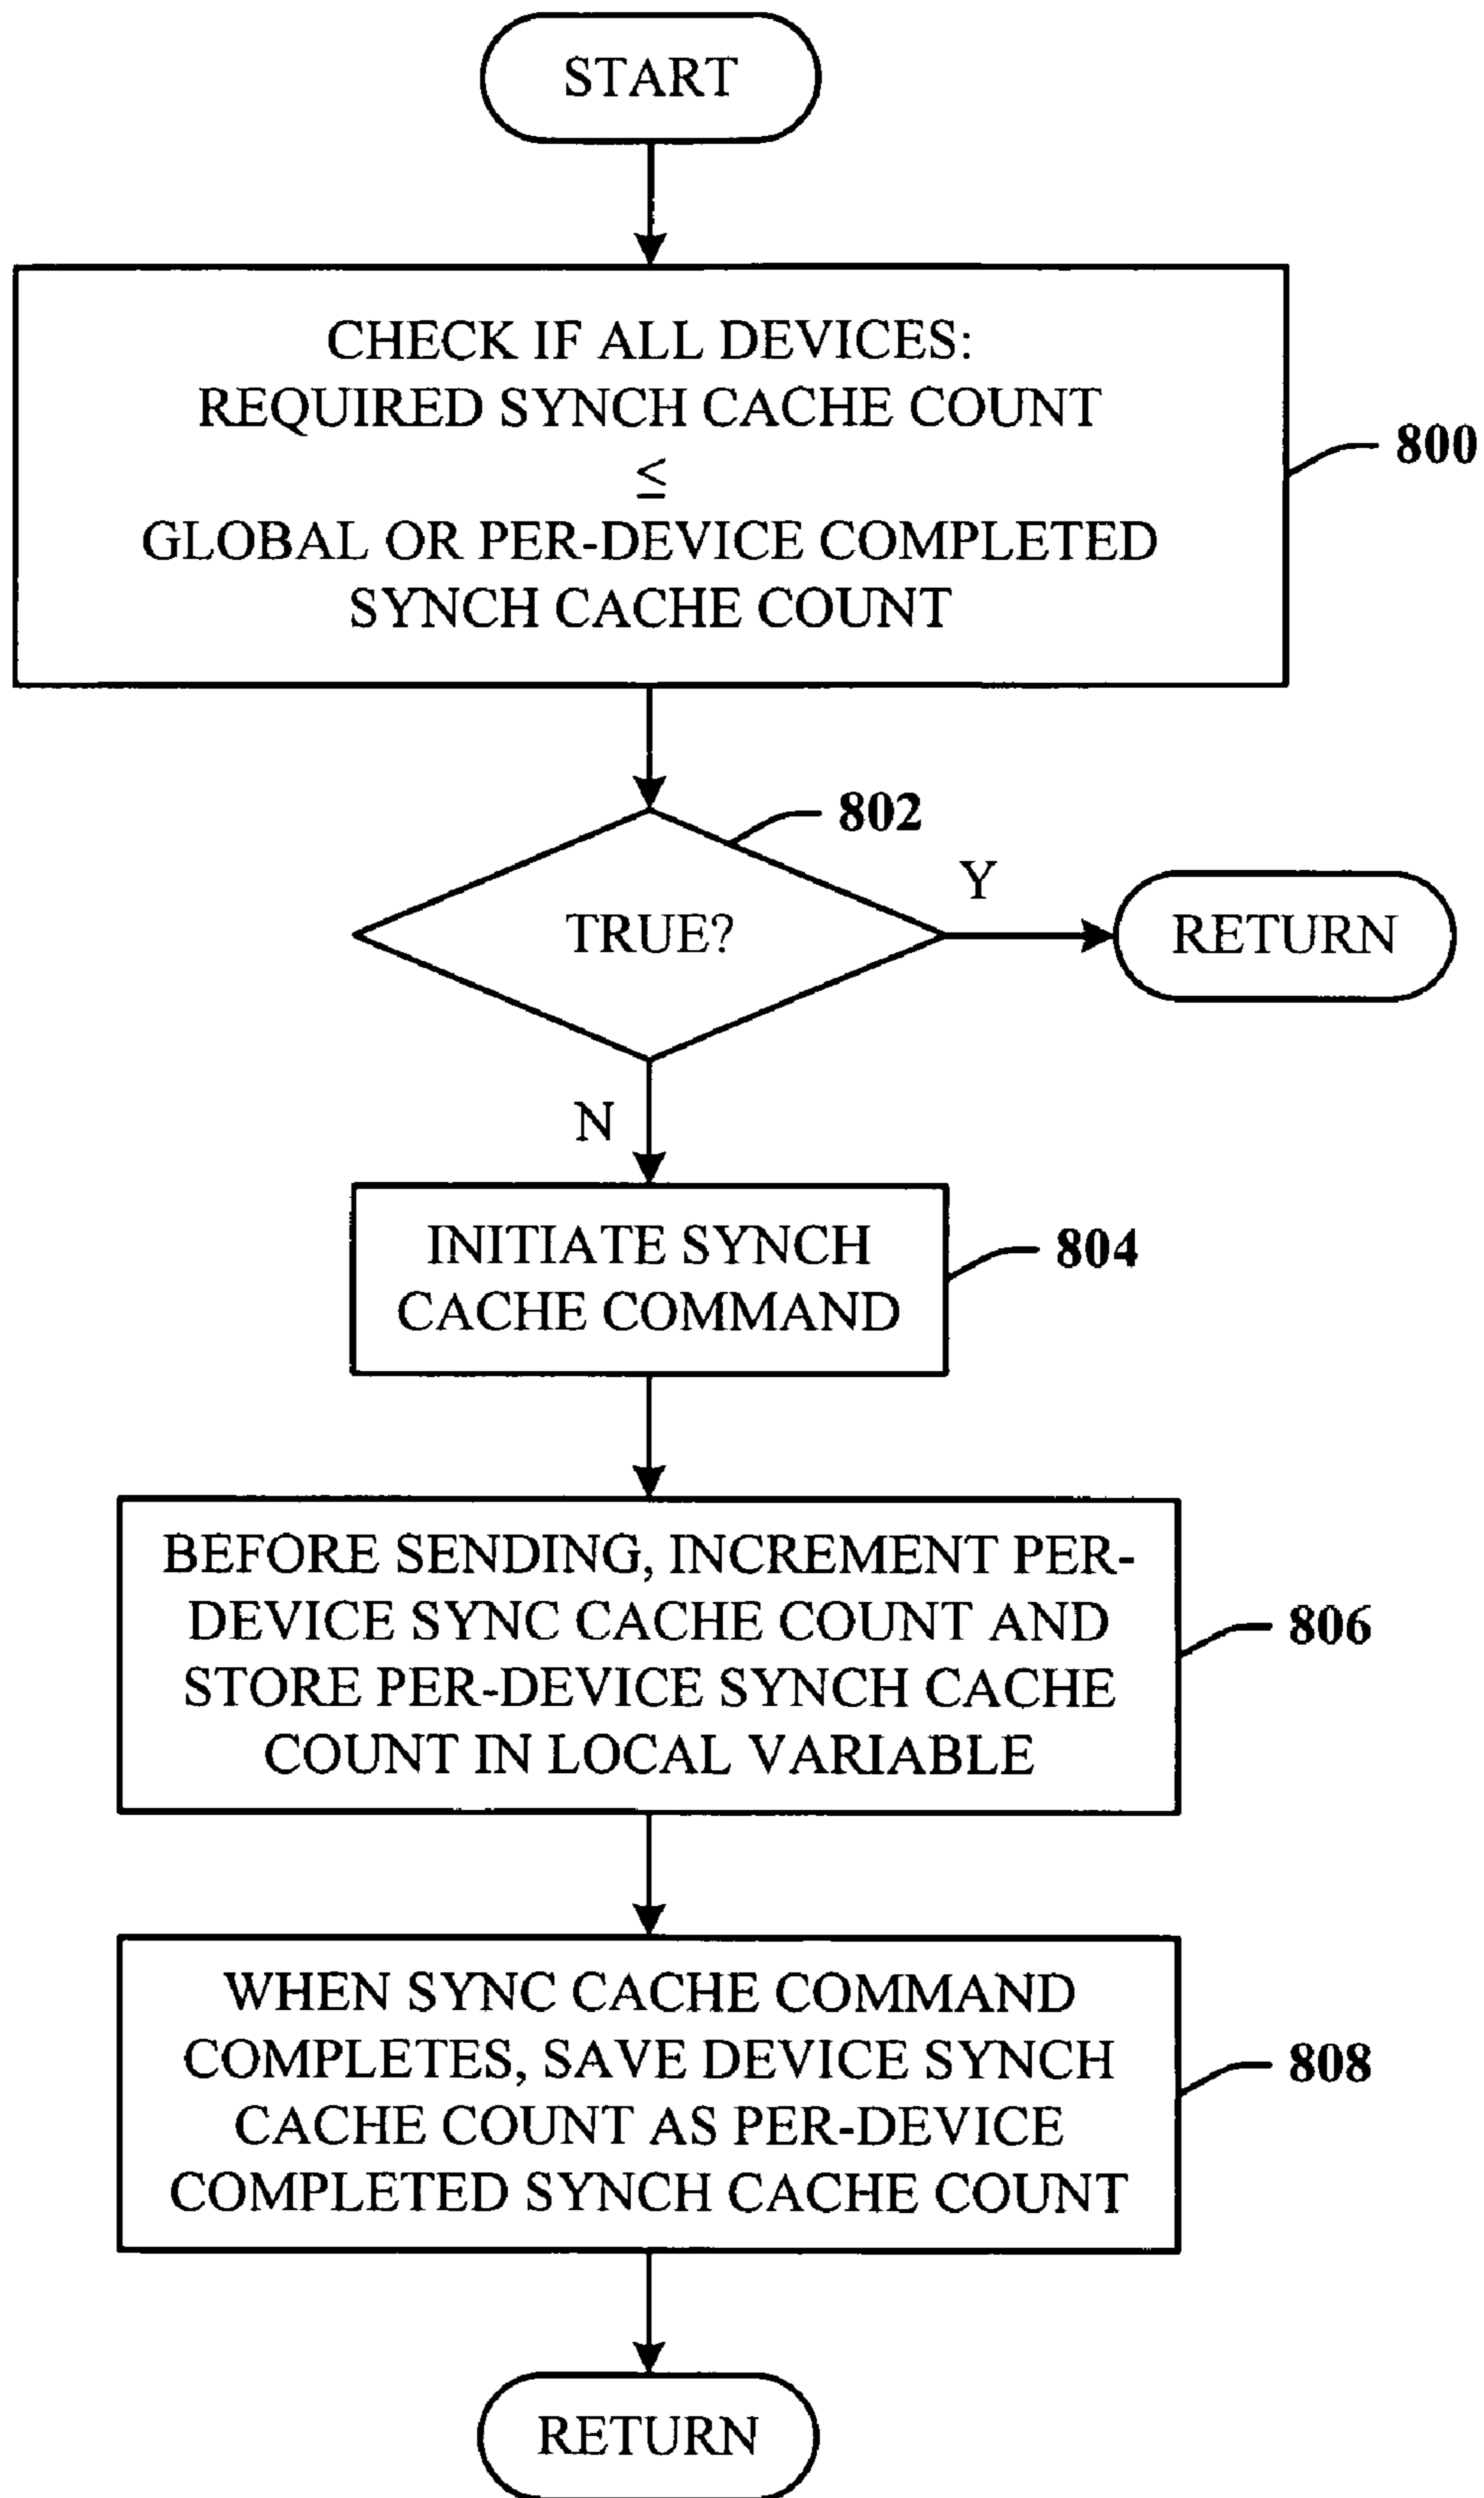 START
CHECK IF ALL DEVICES:
REQUIRED SYNCH CACHE COUNT
≤
GLOBAL OR PER-DEVICE COMPLETED
SYNCH CACHE COUNT
800
802
TRUE?
Y
RETURN
N
INITIATE SYNCH
CACHE COMMAND
804
BEFORE SENDING, INCREMENT PER-
DEVICE SYNC CACHE COUNT AND
STORE PER-DEVICE SYNCH CACHE
COUNT IN LOCAL VARIABLE
806
WHEN SYNC CACHE COMMAND
COMPLETES, SAVE DEVICE SYNCH
CACHE COUNT AS PER-DEVICE
COMPLETED SYNCH CACHE COUNT
808
RETURN